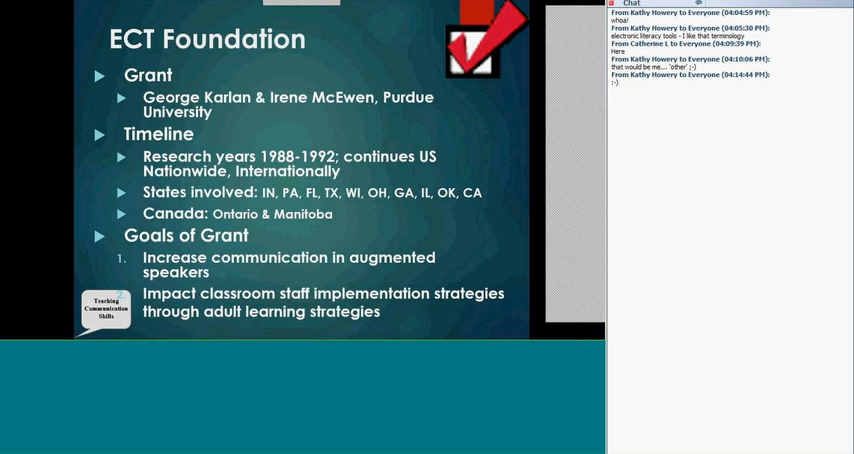 ECT Foundation
Grant
George Karlan & Irene McEwen, Purdue
University
Timeline
Research years 1988-1992; continues US
Nationwide, Internationally
States involved: IN, PA, FL, TX, WI, OH, GA, IL, OK, CA
Canada: Ontario & Manitoba
Goals of Grant
1. Increase communication in augmented
speakers
2. Impact classroom staff implementation strategies
through adult learning strategies
Teaching
Communication
Skills
Chat
From Kathy Howery to Everyone (04:04:59 PM):
whoa!
From Kathy Howery to Everyone (04:05:30 PM):
electronic literacy tools - I like that terminology
From Catherine L to Everyone (04:09:39 PM):
Here
From Kathy Howery to Everyone (04:10:06 PM):
that would be me... 'other' ;-)
From Kathy Howery to Everyone (04:14:44 PM):
:-)